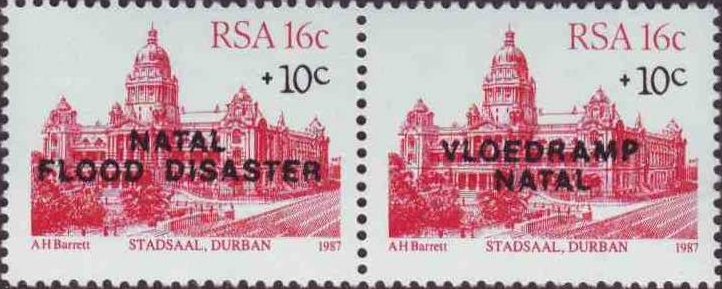 RSA 16c
+10c
NATAL
FLOOD DISASTER
A H Barrett STADSAAL, DURBAN 1987
RSA 16c
+10c
VLOEDRAMP
NATAL
A H Barrett STADSAAL, DURBAN 1987